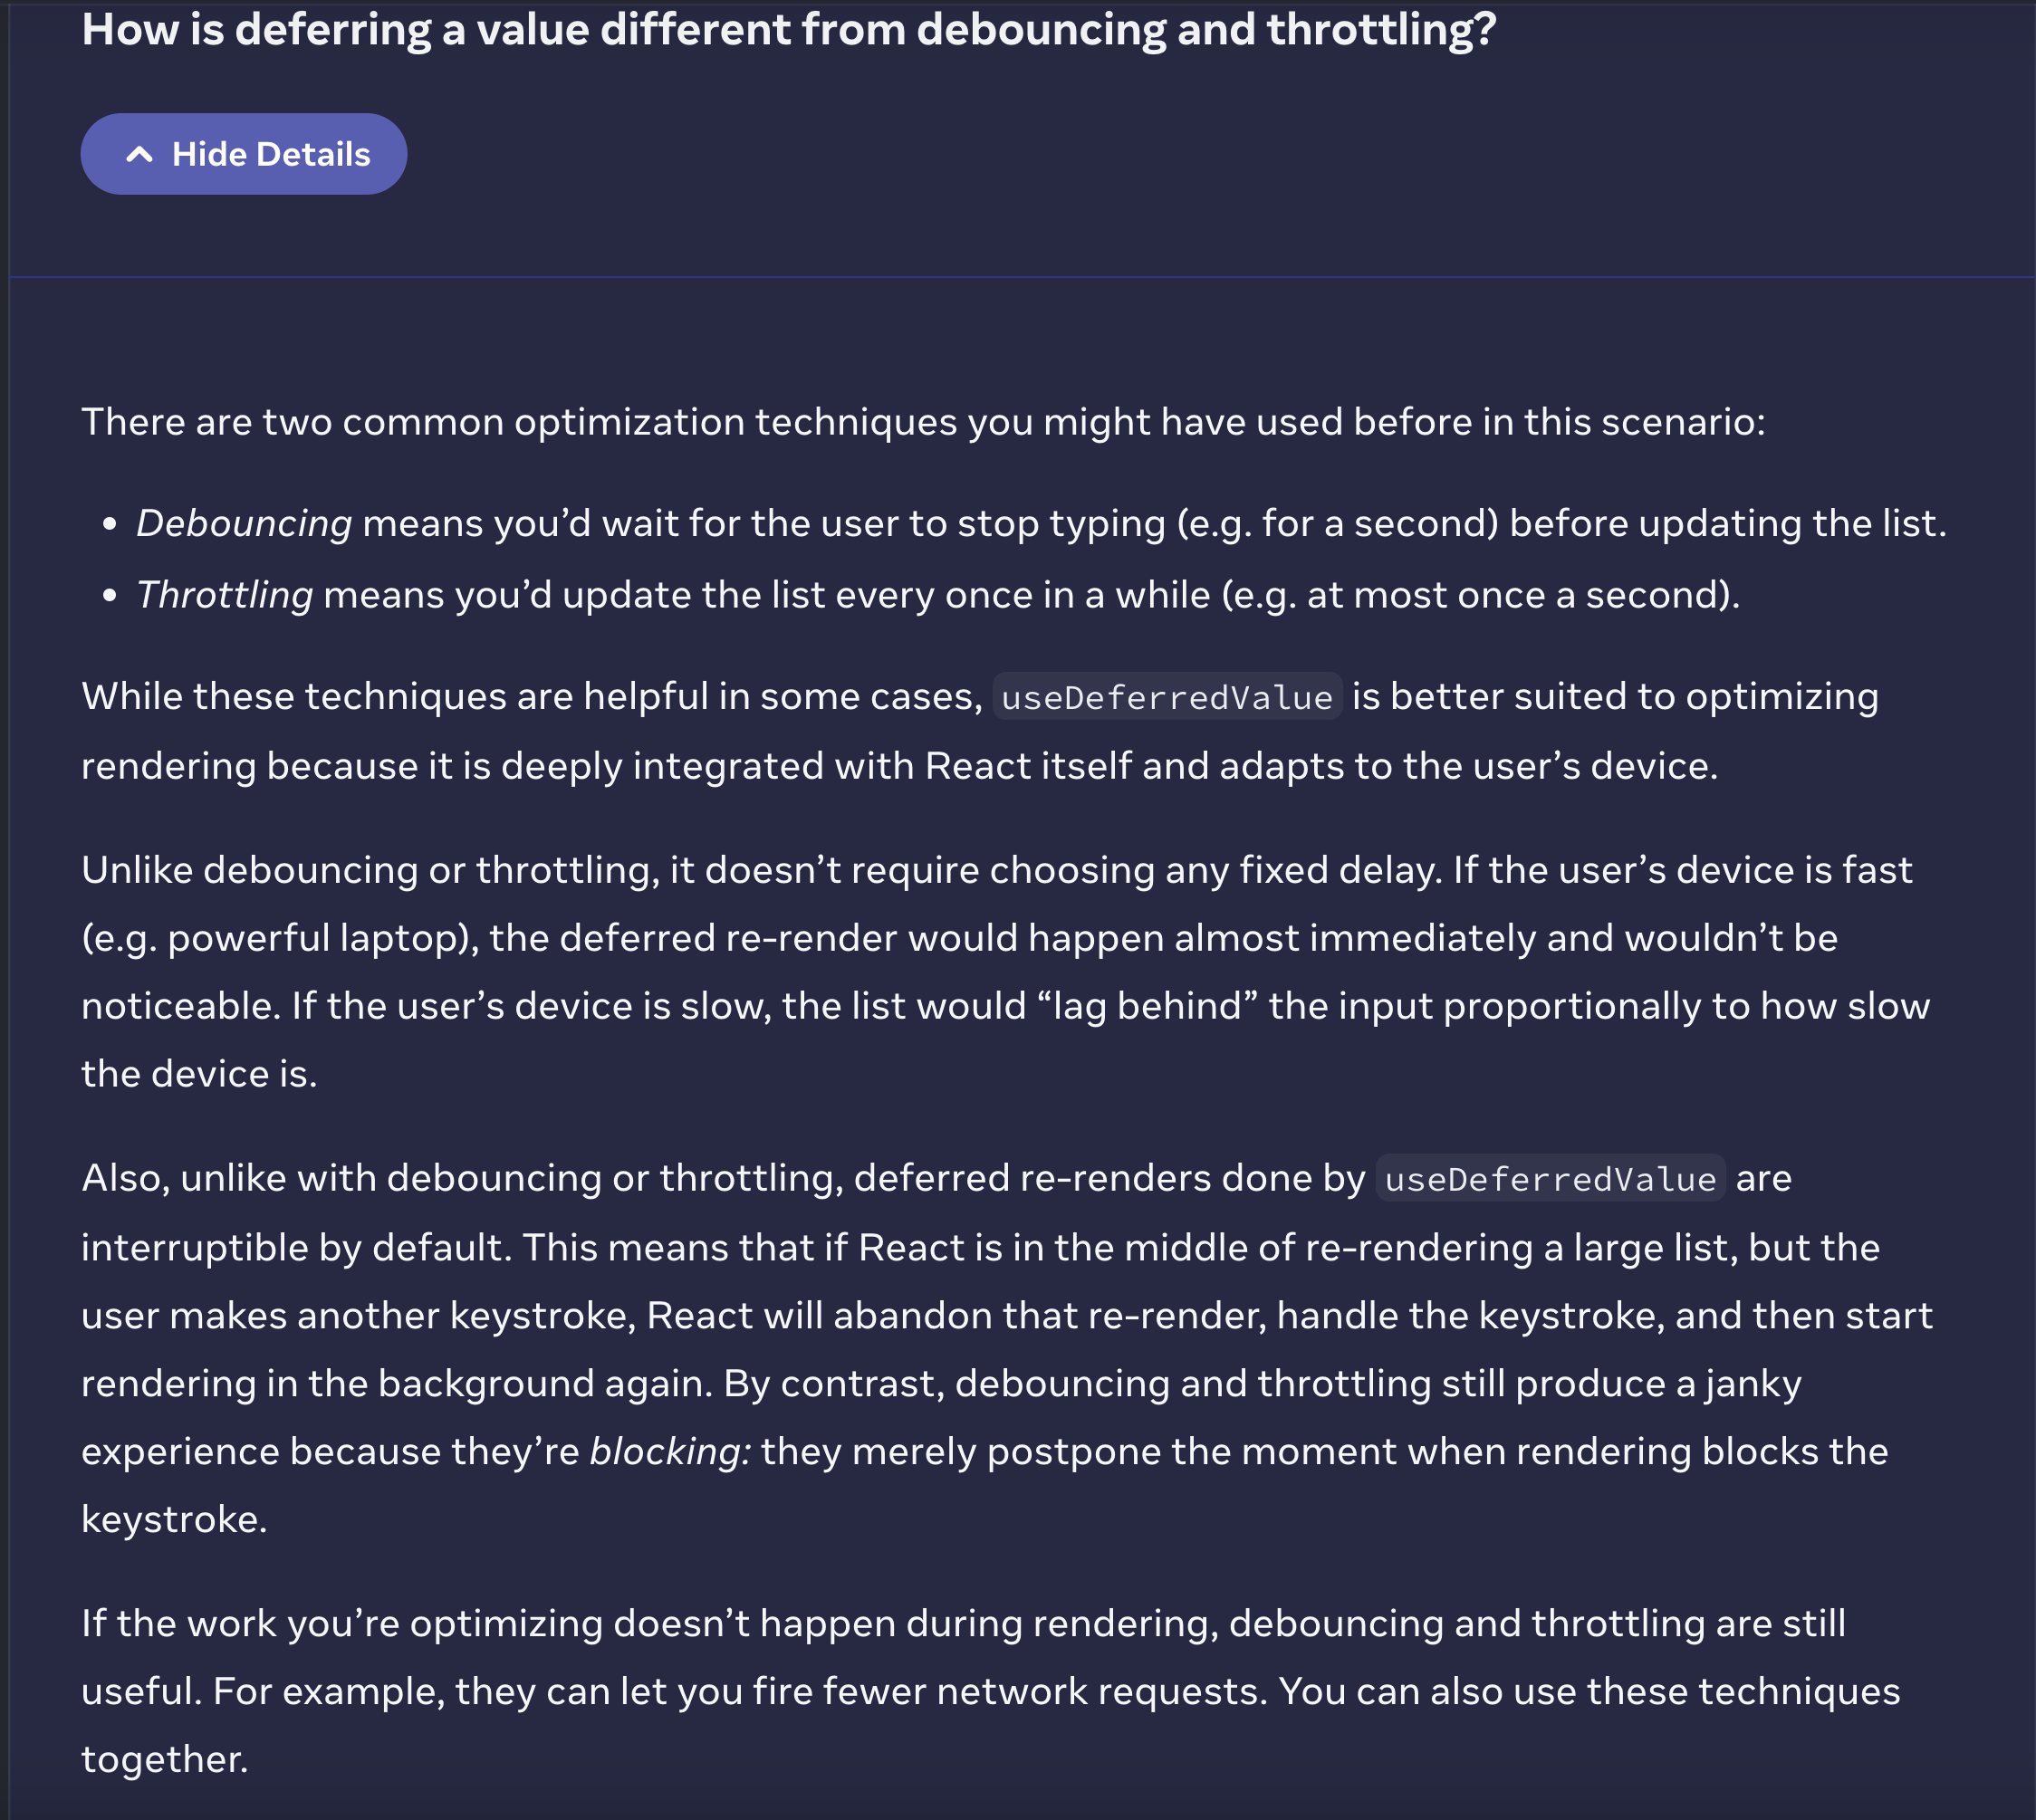 How is deferring a value different from debouncing and throttling?
Hide Details
There are two common optimization techniques you might have used before in this scenario:
• Debouncing means you’d wait for the user to stop typing (e.g. for a second) before updating the list.
• Throttling means you’d update the list every once in a while (e.g. at most once a second).
While these techniques are helpful in some cases, useDeferredValue is better suited to optimizing
rendering because it is deeply integrated with React itself and adapts to the user’s device.
Unlike debouncing or throttling, it doesn’t require choosing any fixed delay. If the user’s device is fast
(e.g. powerful laptop), the deferred re-render would happen almost immediately and wouldn’t be
noticeable. If the user’s device is slow, the list would “lag behind” the input proportionally to how slow
the device is.
Also, unlike with debouncing or throttling, deferred re-renders done by useDeferredValue are
interruptible by default. This means that if React is in the middle of re-rendering a large list, but the
user makes another keystroke, React will abandon that re-render, handle the keystroke, and then start
rendering in the background again. By contrast, debouncing and throttling still produce a janky
experience because they’re blocking: they merely postpone the moment when rendering blocks the
keystroke.
If the work you’re optimizing doesn’t happen during rendering, debouncing and throttling are still
useful. For example, they can let you fire fewer network requests. You can also use these techniques
together.